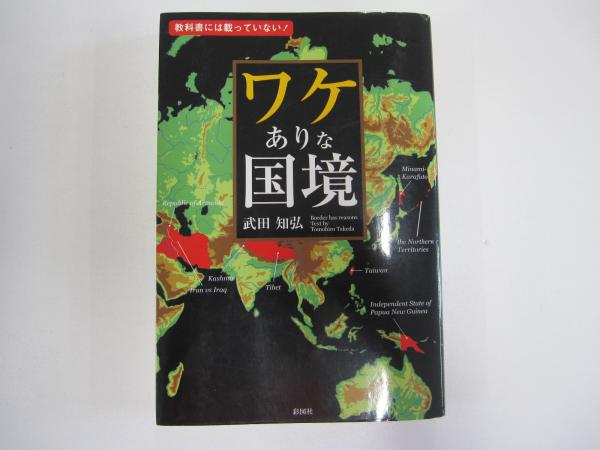 教科書には載っていない！
ワケ
ありな
国境
武田 知弘
Border has reasons
Text by
Tomohiro Takeda
Minami-
Karafuto
Republic of Armenia
the Northern
Territories
Taiwan
Kashmir
Iran vs Iraq
Tibet
Independent State of
Papua New Guinea
彩図社